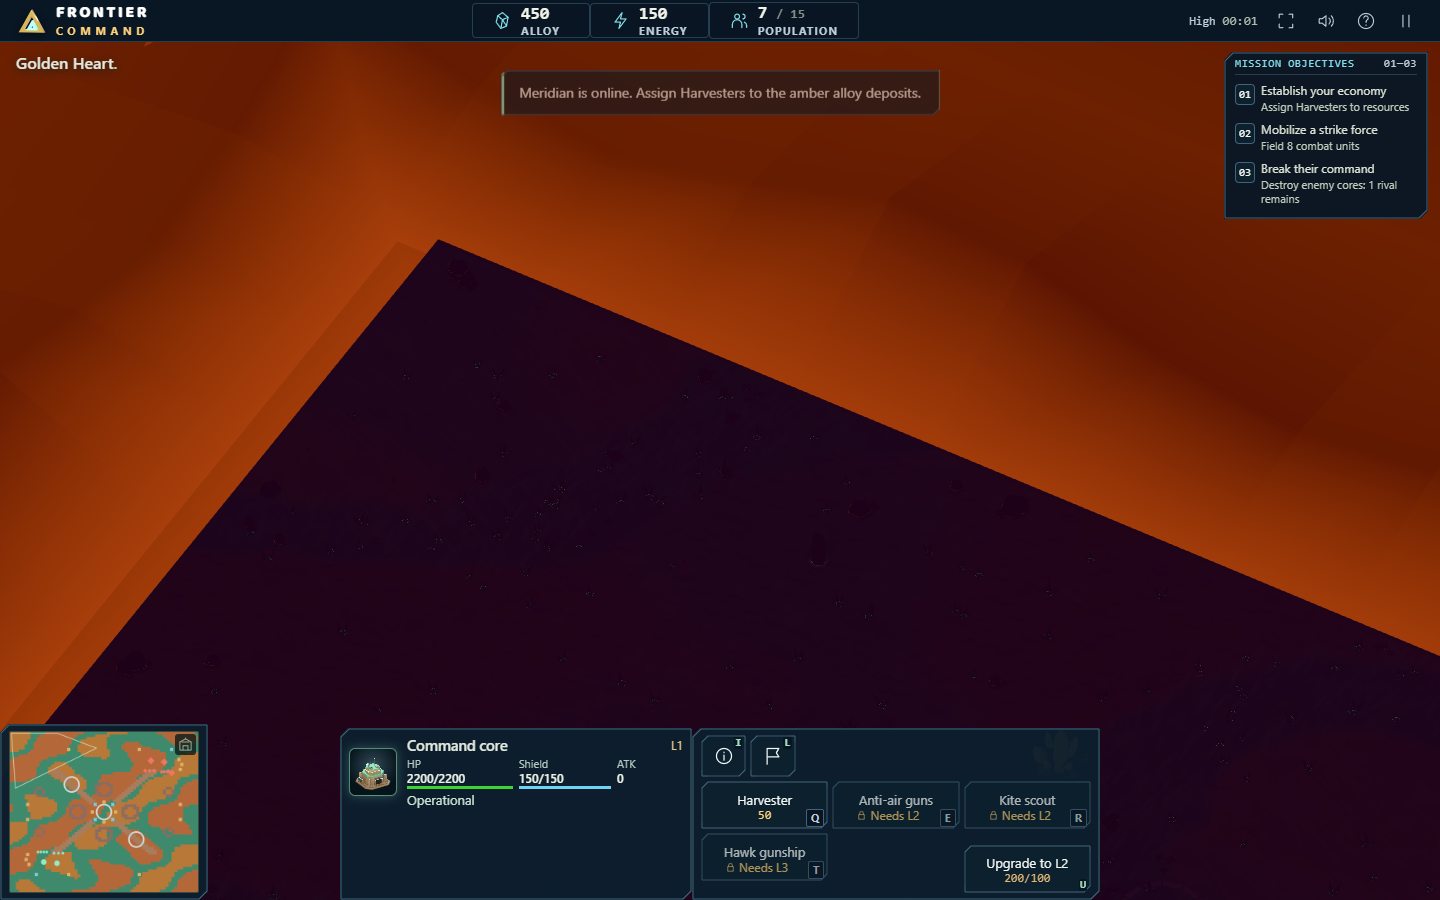 FRONTIER
COMMAND
450
ALLOY
150
ENERGY
7 / 15
POPULATION
High 00:01
Golden Heart.
Meridian is online. Assign Harvesters to the amber alloy deposits.
MISSION OBJECTIVES 01—03
01 Establish your economy
Assign Harvesters to resources
02 Mobilize a strike force
Field 8 combat units
03 Break their command
Destroy enemy cores: 1 rival
remains
Command core L1
HP Shield ATK
2200/2200 150/150 0
Operational
I L
Harvester
50 Q
Anti-air guns
Needs L2 E
Kite scout
Needs L2 R
Hawk gunship
Needs L3 T
Upgrade to L2
200/100 U